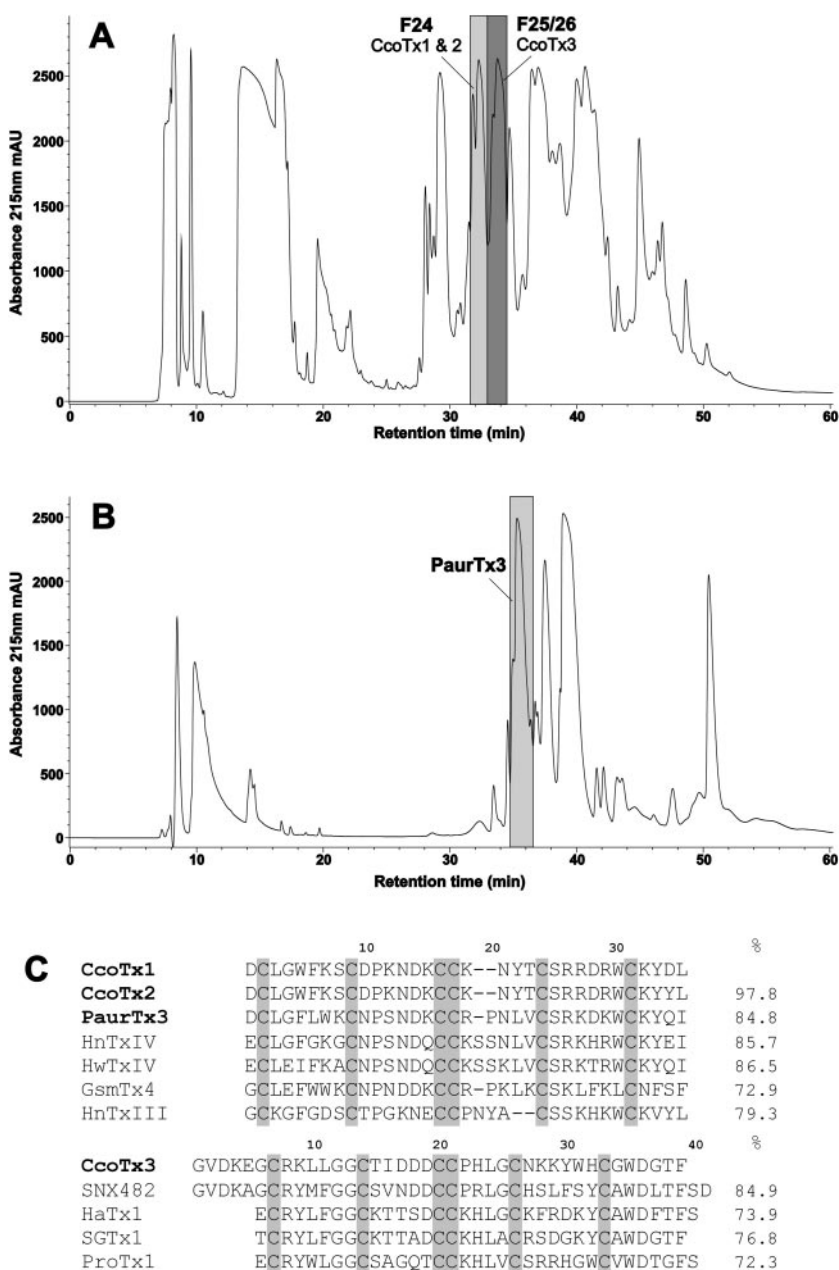 A
F24
CcoTx1 & 2
F25/26
CcoTx3
Absorbance 215nm mAU
2500
2000
1500
1000
500
0
0 10 20 30 40 50 60
Retention time (min)
B
PaurTx3
Absorbance 215nm mAU
2500
2000
1500
1000
500
0
0 10 20 30 40 50 60
Retention time (min)
C
10 20 30 %
CcoTx1 DCLGWFKSCDPKNDKCCK--NYTCSRRDRWCKYDL
CcoTx2 DCLGWFKSCDPKNDKCCK--NYTCSRRDRWCKYYL 97.8
PaurTx3 DCLGFLWKCNPSNDKCCR-PNLVCSRKDKWCKYQI 84.8
HnTxIV ECLGFGKGCNPSNDQCCKSSNLVCSRKHRWCKYEI 85.7
HwTxIV ECLEIFKACNPSNDQCCKSSKLVCSRKTRWCKYQI 86.5
GsmTx4 GCLEFWWKCNPNDDKCCR-PKLKCSKLFKLCNFSF 72.9
HnTxIII GCKGFGDSCTPGKNECCPNYA--CSSKHKWCKVYL 79.3
10 20 30 40 %
CcoTx3 GVDKEGCRKLLGGCTIDDDCCPHLGCNKKYWHCGWDGTF
SNX482 GVDKAGCRYMFGGCSVNDDCCPRLGCHSLFSYCAWDLTFSD 84.9
HaTx1 ECRYLFGGCKTTSDCCKHLGCKFRDKYCAWDFTFS 73.9
SGTx1 TCRYLFGGCKTTADCCKHLACRSDGKYCAWDGTF 76.8
ProTx1 ECRYWLGGCSAGQTCCKHLVCSRRHGWCVWDGTFS 72.3